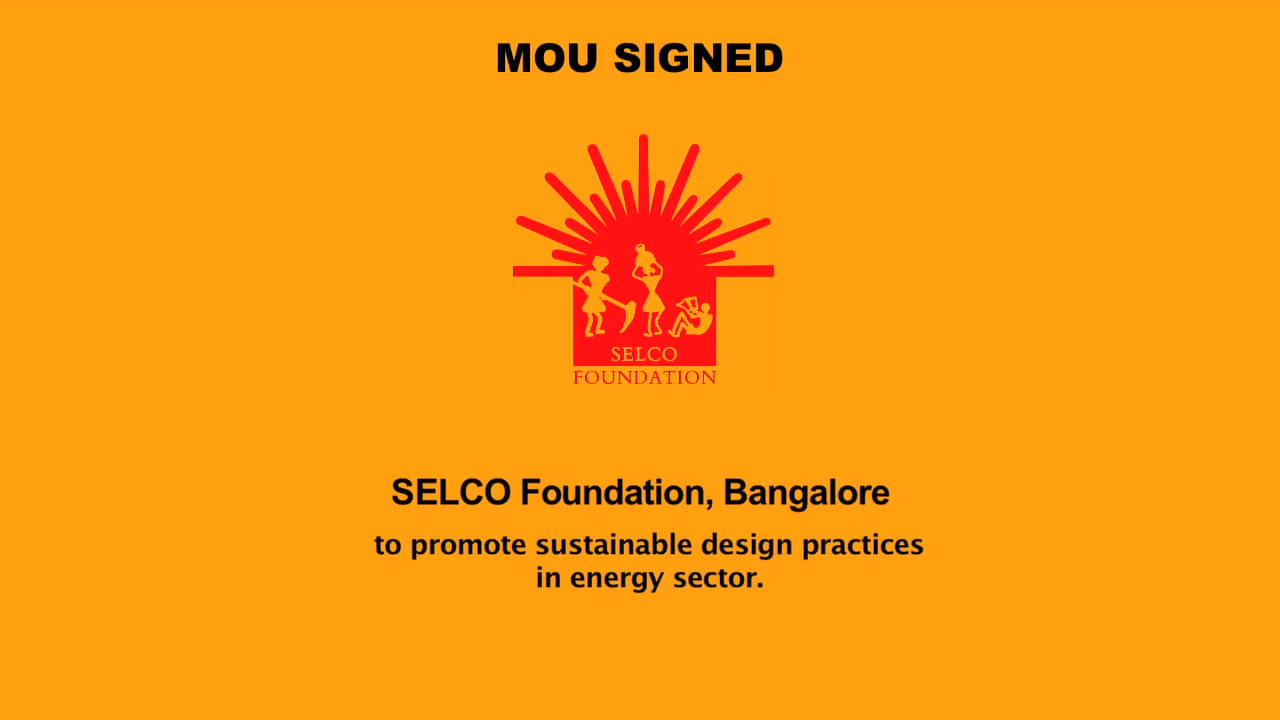 MOU SIGNED
SELCO
FOUNDATION
SELCO Foundation, Bangalore
to promote sustainable design practices
in energy sector.